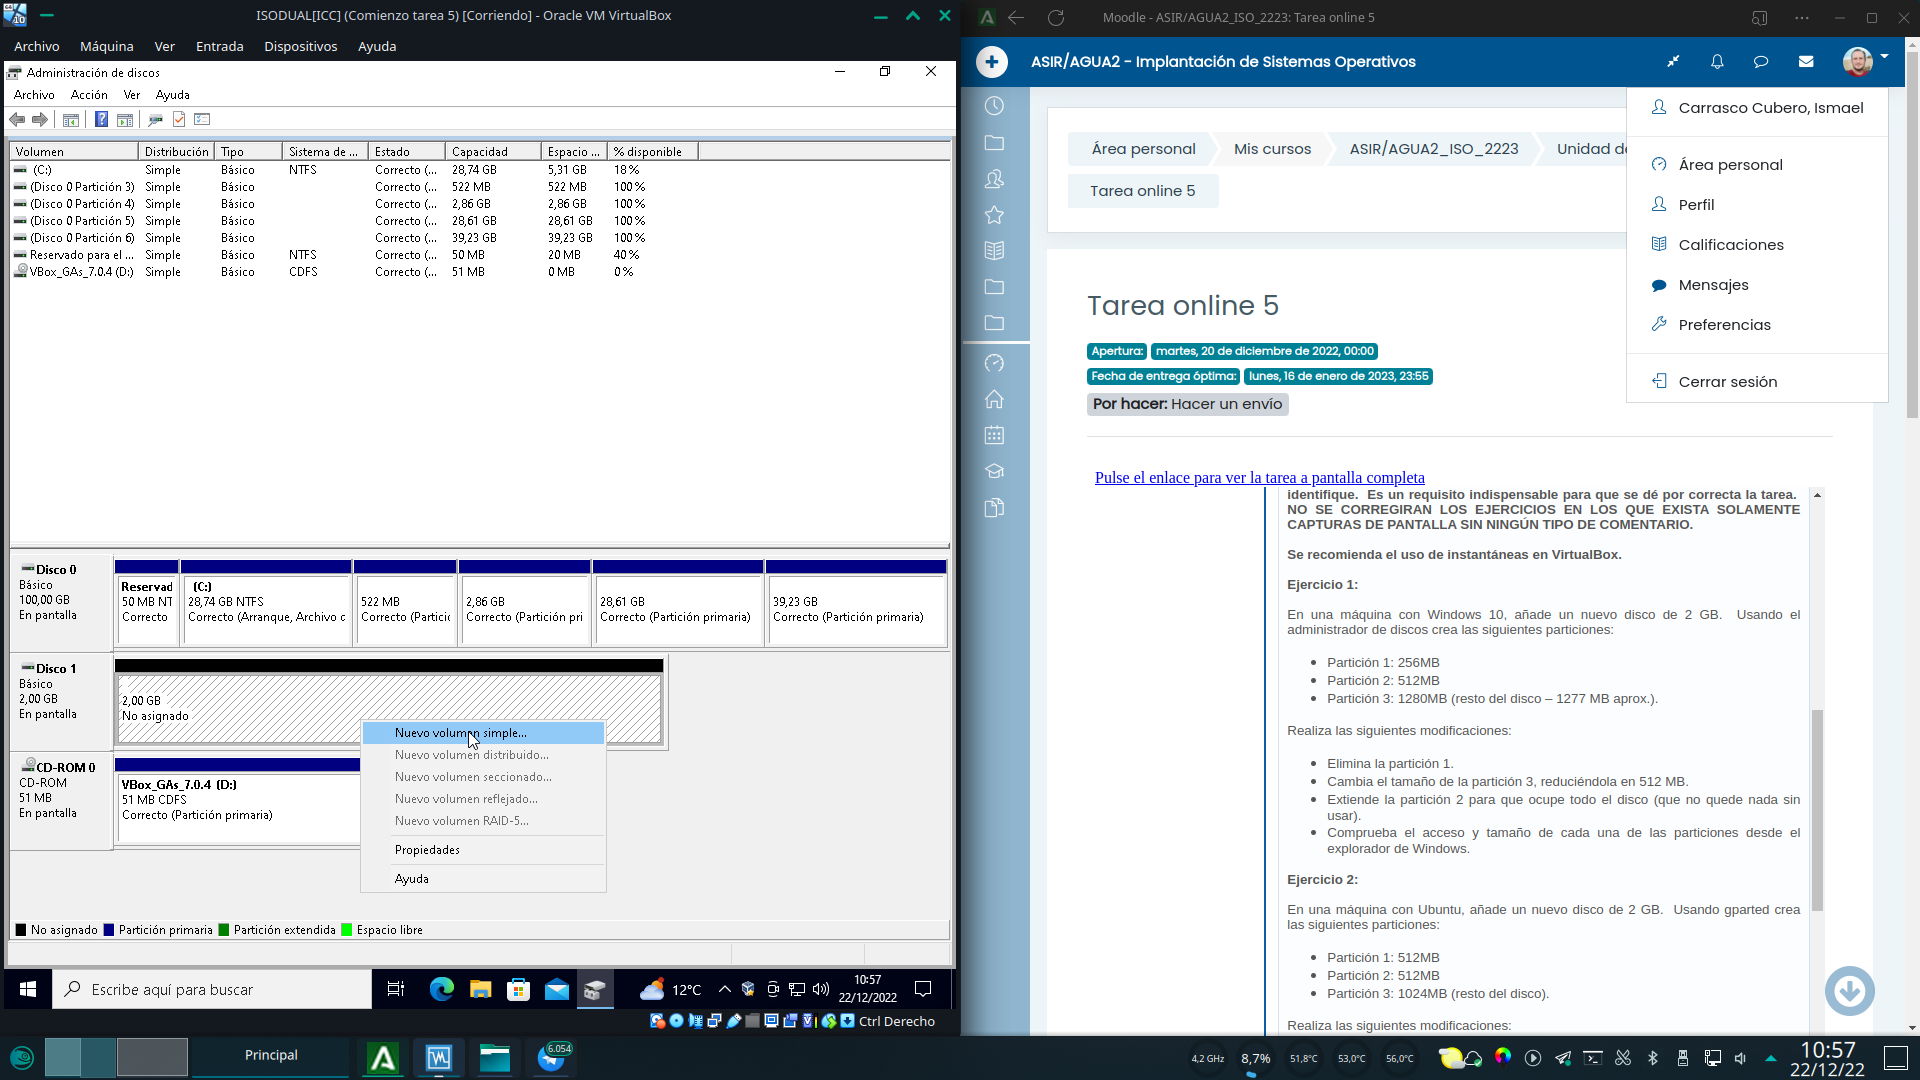 ISODUAL[ICC] (Comienzo tarea 5) [Corriendo] - Oracle VM VirtualBox
Archivo Máquina Ver Entrada Dispositivos Ayuda
Administración de discos
Archivo Acción Ver Ayuda
Volumen Distribución Tipo Sistema de ... Estado Capacidad Espacio ... % disponible
(C:) Simple Básico NTFS Correcto (... 28,74 GB 5,31 GB 18 %
(Disco 0 Partición 3) Simple Básico Correcto (... 522 MB 522 MB 100 %
(Disco 0 Partición 4) Simple Básico Correcto (... 2,86 GB 2,86 GB 100 %
(Disco 0 Partición 5) Simple Básico Correcto (... 28,61 GB 28,61 GB 100 %
(Disco 0 Partición 6) Simple Básico Correcto (... 39,23 GB 39,23 GB 100 %
Reservado para el ... Simple Básico NTFS Correcto (... 50 MB 20 MB 40 %
VBox_GAs_7.0.4 (D:) Simple Básico CDFS Correcto (... 51 MB 0 MB 0 %
Disco 0
Básico
100,00 GB
En pantalla
Reservad
50 MB NT
Correcto
(C:)
28,74 GB NTFS
Correcto (Arranque, Archivo c
522 MB
Correcto (Partic
2,86 GB
Correcto (Partición pri
28,61 GB
Correcto (Partición primaria)
39,23 GB
Correcto (Partición primaria)
Disco 1
Básico
2,00 GB
En pantalla
2,00 GB
No asignado
Nuevo volumen simple...
Nuevo volumen distribuido...
Nuevo volumen seccionado...
Nuevo volumen reflejado...
Nuevo volumen RAID-5...
Propiedades
Ayuda
CD-ROM 0
CD-ROM
51 MB
En pantalla
VBox_GAs_7.0.4 (D:)
51 MB CDFS
Correcto (Partición primaria)
No asignado Partición primaria Partición extendida Espacio libre
Escribe aquí para buscar
12°C
10:57
22/12/2022
Ctrl Derecho
Moodle - ASIR/AGUA2_ISO_2223: Tarea online 5
ASIR/AGUA2 - Implantación de Sistemas Operativos
Área personal Mis cursos ASIR/AGUA2_ISO_2223 Unidad de
Tarea online 5
Carrasco Cubero, Ismael
Área personal
Perfil
Calificaciones
Mensajes
Preferencias
Cerrar sesión
Tarea online 5
Apertura: martes, 20 de diciembre de 2022, 00:00
Fecha de entrega óptima: lunes, 16 de enero de 2023, 23:55
Por hacer: Hacer un envío
Pulse el enlace para ver la tarea a pantalla completa
identifique. Es un requisito indispensable para que se dé por correcta la tarea.
NO SE CORREGIRAN LOS EJERCICIOS EN LOS QUE EXISTA SOLAMENTE
CAPTURAS DE PANTALLA SIN NINGÚN TIPO DE COMENTARIO.
Se recomienda el uso de instantáneas en VirtualBox.
Ejercicio 1:
En una máquina con Windows 10, añade un nuevo disco de 2 GB. Usando el
administrador de discos crea las siguientes particiones:
Partición 1: 256MB
Partición 2: 512MB
Partición 3: 1280MB (resto del disco – 1277 MB aprox.).
Realiza las siguientes modificaciones:
Elimina la partición 1.
Cambia el tamaño de la partición 3, reduciéndola en 512 MB.
Extiende la partición 2 para que ocupe todo el disco (que no quede nada sin
usar).
Comprueba el acceso y tamaño de cada una de las particiones desde el
explorador de Windows.
Ejercicio 2:
En una máquina con Ubuntu, añade un nuevo disco de 2 GB. Usando gparted crea
las siguientes particiones:
Partición 1: 512MB
Partición 2: 512MB
Partición 3: 1024MB (resto del disco).
Realiza las siguientes modificaciones:
Principal
6.054
4,2 GHz 8,7% 51,8°C 53,0°C 56,0°C
10:57
22/12/22